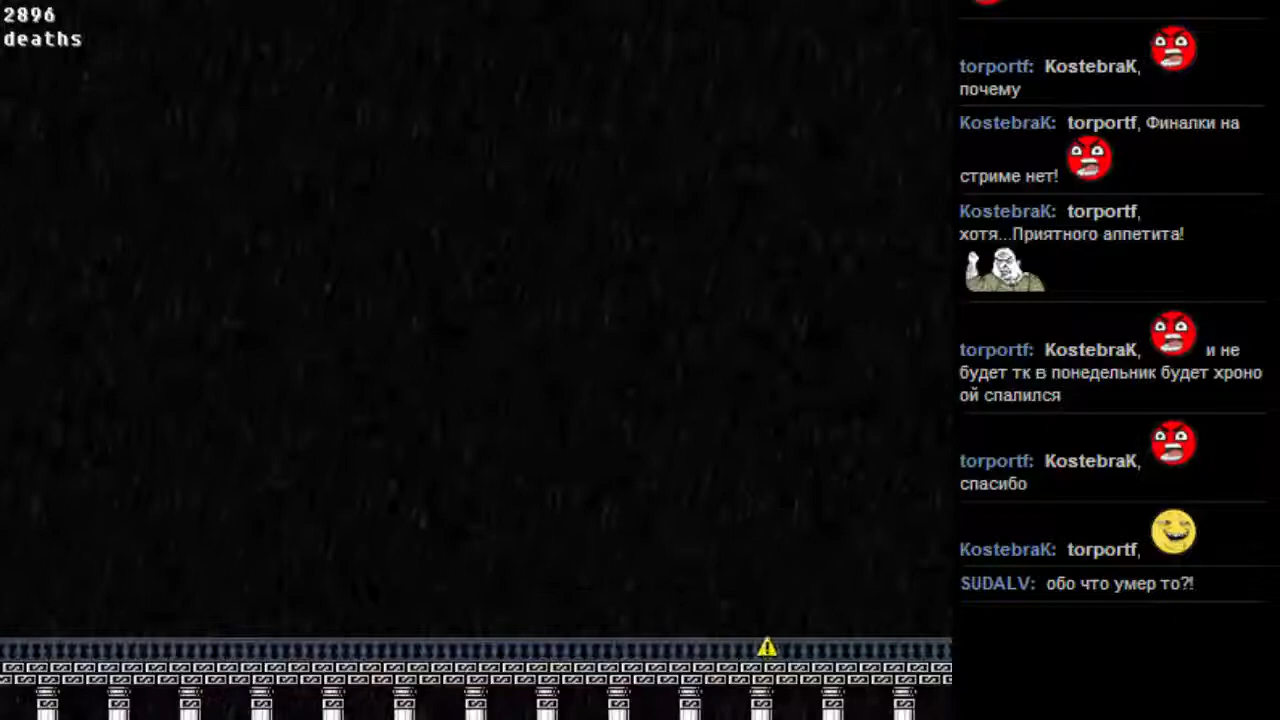 2896
deaths
torportf: KostebraK,
почему
KostebraK: torportf, Финалки на
стриме нет!
KostebraK: torportf,
хотя...Приятного аппетита!
torportf: KostebraK, и не
будет тк в понедельник будет хроно
ой спалился
torportf: KostebraK,
спасибо
KostebraK: torportf,
SUDALV: обо что умер то?!